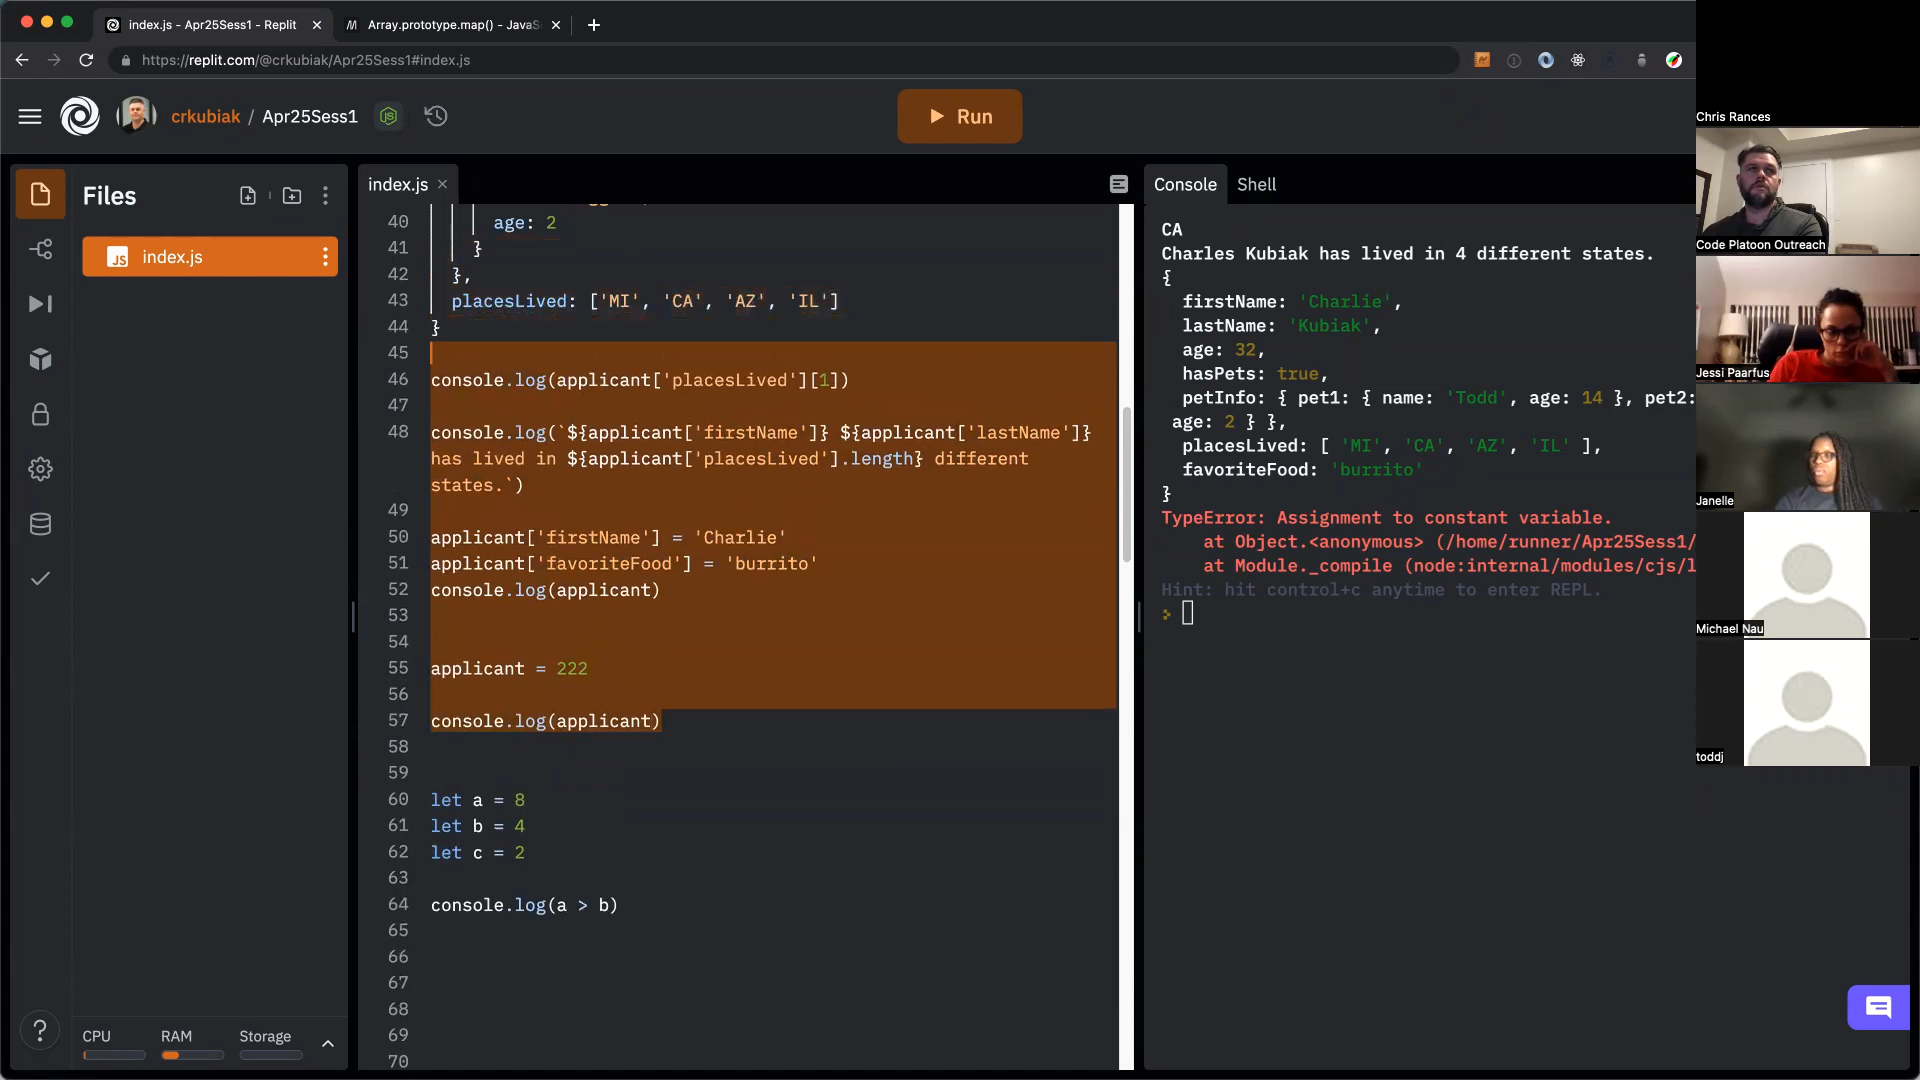 index.js - Apr25Sess1 - Replit
Array.prototype.map() - JavaS
https://replit.com/@crkubiak/Apr25Sess1#index.js
crkubiak / Apr25Sess1
Run
Files
index.js
CPU
RAM
Storage
index.js
40 age: 2
41 }
42 },
43 placesLived: ['MI', 'CA', 'AZ', 'IL']
44 }
45
46 console.log(applicant['placesLived'][1])
47
48 console.log(`${applicant['firstName']} ${applicant['lastName']}
has lived in ${applicant['placesLived'].length} different
states.`)
49
50 applicant['firstName'] = 'Charlie'
51 applicant['favoriteFood'] = 'burrito'
52 console.log(applicant)
53
54
55 applicant = 222
56
57 console.log(applicant)
58
59
60 let a = 8
61 let b = 4
62 let c = 2
63
64 console.log(a > b)
65
66
67
68
69
70
Console
Shell
CA
Charles Kubiak has lived in 4 different states.
{
firstName: 'Charlie',
lastName: 'Kubiak',
age: 32,
hasPets: true,
petInfo: { pet1: { name: 'Todd', age: 14 }, pet2:
age: 2 } },
placesLived: [ 'MI', 'CA', 'AZ', 'IL' ],
favoriteFood: 'burrito'
}
TypeError: Assignment to constant variable.
at Object.<anonymous> (/home/runner/Apr25Sess1/
at Module._compile (node:internal/modules/cjs/l
Hint: hit control+c anytime to enter REPL.
Chris Rances
Code Platoon Outreach
Jessi Paarfus
Janelle
Michael Nau
toddj